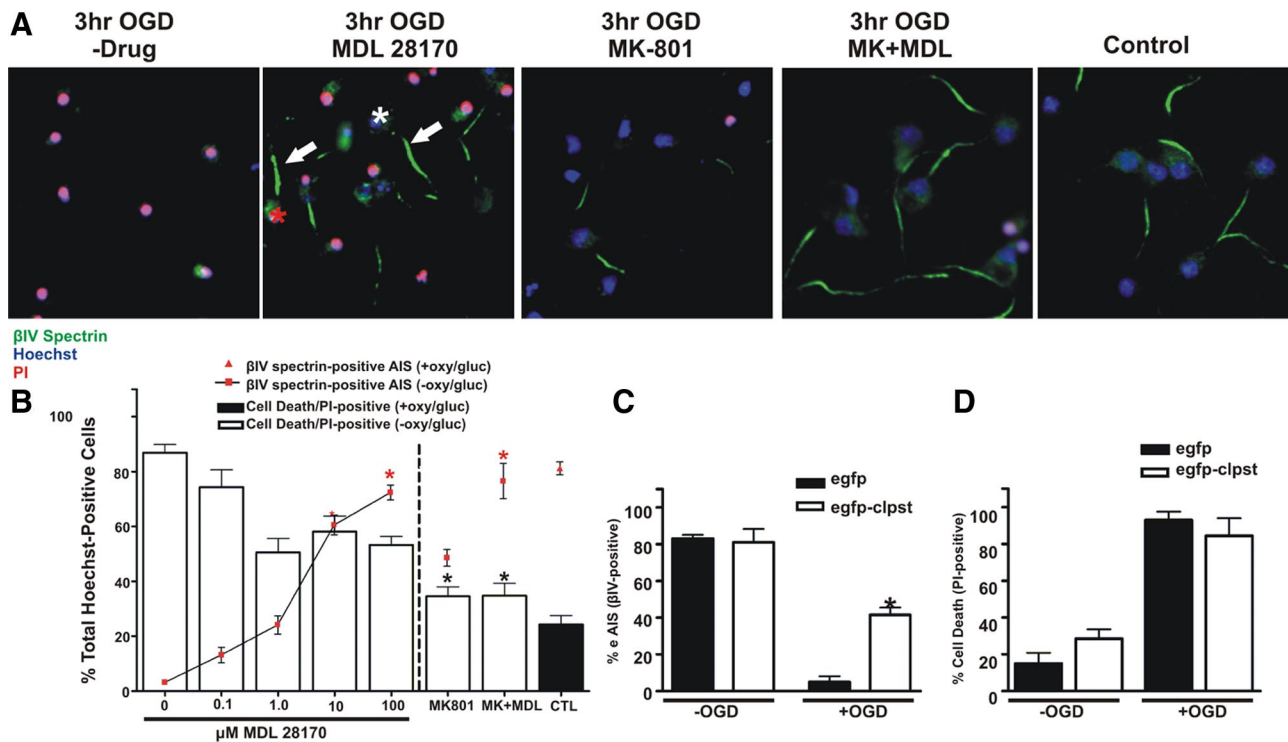 A
3hr OGD
-Drug
3hr OGD
MDL 28170
3hr OGD
MK-801
3hr OGD
MK+MDL
Control
*
*
βIV Spectrin
Hoechst
PI
B
βIV spectrin-positive AIS (+oxy/gluc)
βIV spectrin-positive AIS (-oxy/gluc)
Cell Death/PI-positive (+oxy/gluc)
Cell Death/PI-positive (-oxy/gluc)
% Total Hoechst-Positive Cells
100
80
60
40
20
0
*
*
*
*
*
0
0.1
1.0
10
100
MK801
MK+MDL
CTL
µM MDL 28170
C
egfp
egfp-clpst
% e AIS (βIV-positive)
100
80
60
40
20
0
*
-OGD
+OGD
D
egfp
egfp-clpst
% Cell Death (PI-positive)
100
80
60
40
20
0
-OGD
+OGD